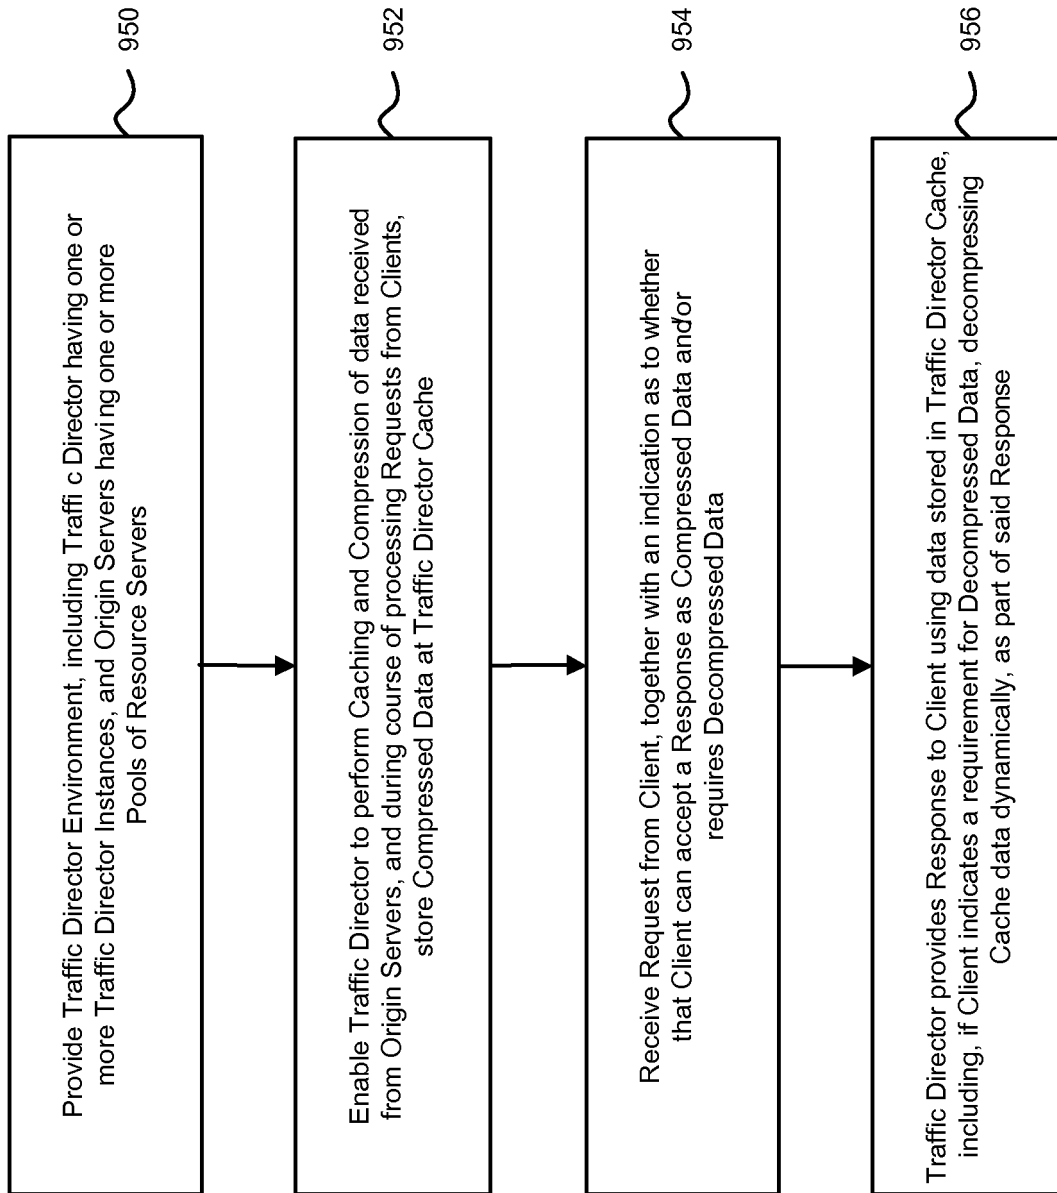 950
Provide Traffic Director Environment, including Traffi c Director having one or
more Traffic Director Instances, and Origin Servers having one or more
Pools of Resource Servers
952
Enable Traffic Director to perform Caching and Compression of data received
from Origin Servers, and during course of processing Requests from Clients,
store Compressed Data at Traffic Director Cache
954
Receive Request from Client, together with an indication as to whether
that Client can accept a Response as Compressed Data and/or
requires Decompressed Data
956
Traffic Director provides Response to Client using data stored in Traffic Director Cache,
including, if Client indicates a requirement for Decompressed Data, decompressing
Cache data dynamically, as part of said Response